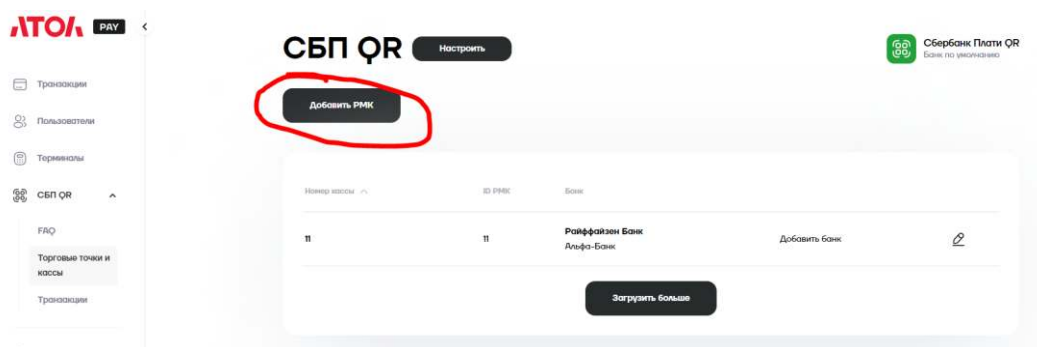 АТОЛ PAY
Транзакции
Пользователи
Терминалы
СБП QR
FAQ
Торговые точки и
кассы
Транзакции
СБП QR
Настроить
Сбербанк Плати QR
Банк по умолчанию
Добавить РМК
Номер кассы
ID РМК
Банк
11
11
Райффайзен Банк
Альфа-Банк
Добавить банк
Загрузить больше